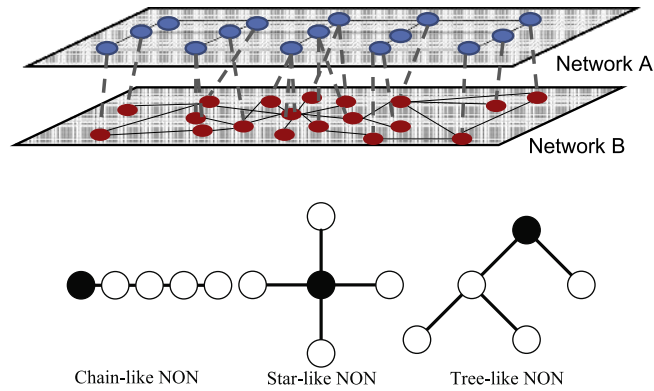 Network A
Network B
Chain-like NON
Star-like NON
Tree-like NON